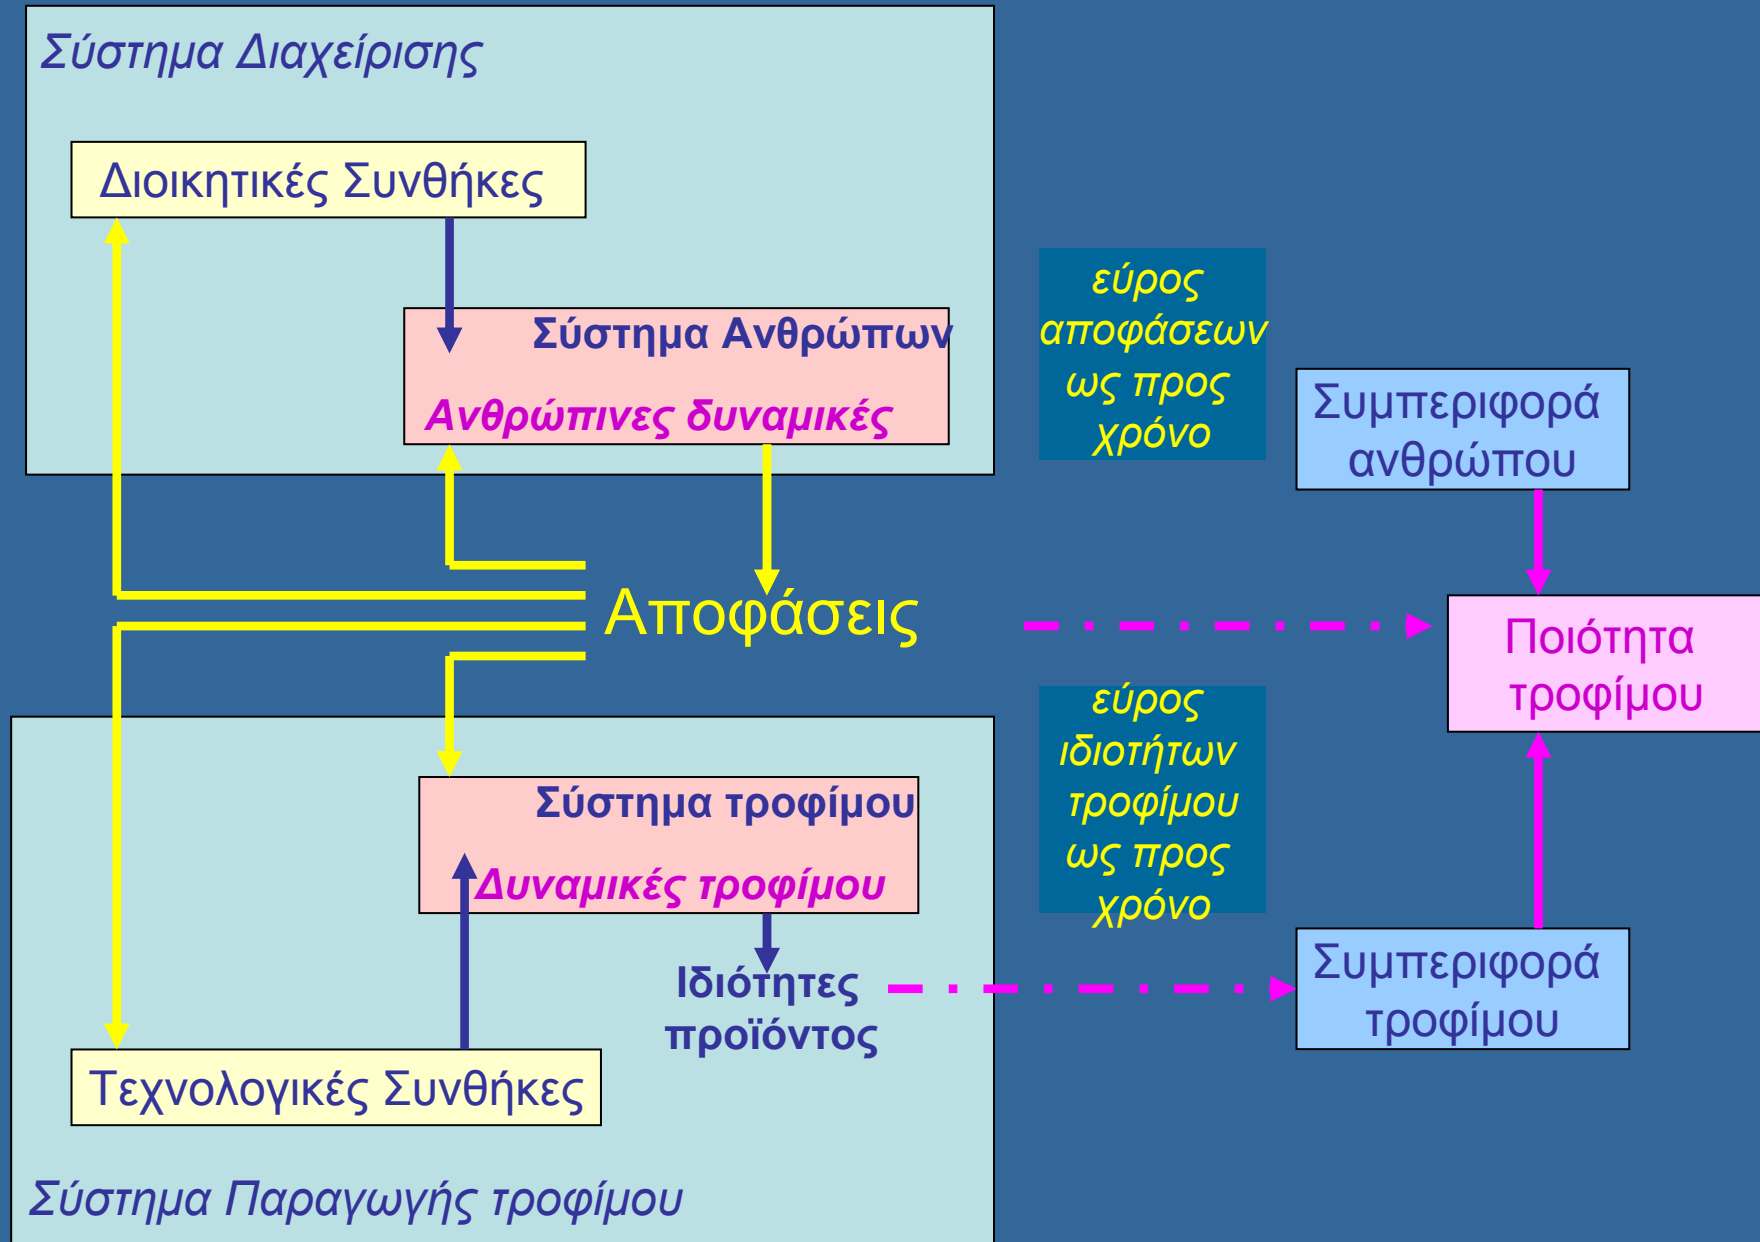 Σύστημα Διαχείρισης
Διοικητικές Συνθήκες
Σύστημα Ανθρώπων
Ανθρώπινες δυναμικές
εύρος
αποφάσεων
ως προς
χρόνο
Συμπεριφορά
ανθρώπου
Αποφάσεις
Ποιότητα
τροφίμου
εύρος
ιδιοτήτων
τροφίμου
ως προς
χρόνο
Σύστημα τροφίμου
Δυναμικές τροφίμου
Ιδιότητες
προϊόντος
Συμπεριφορά
τροφίμου
Τεχνολογικές Συνθήκες
Σύστημα Παραγωγής τροφίμου